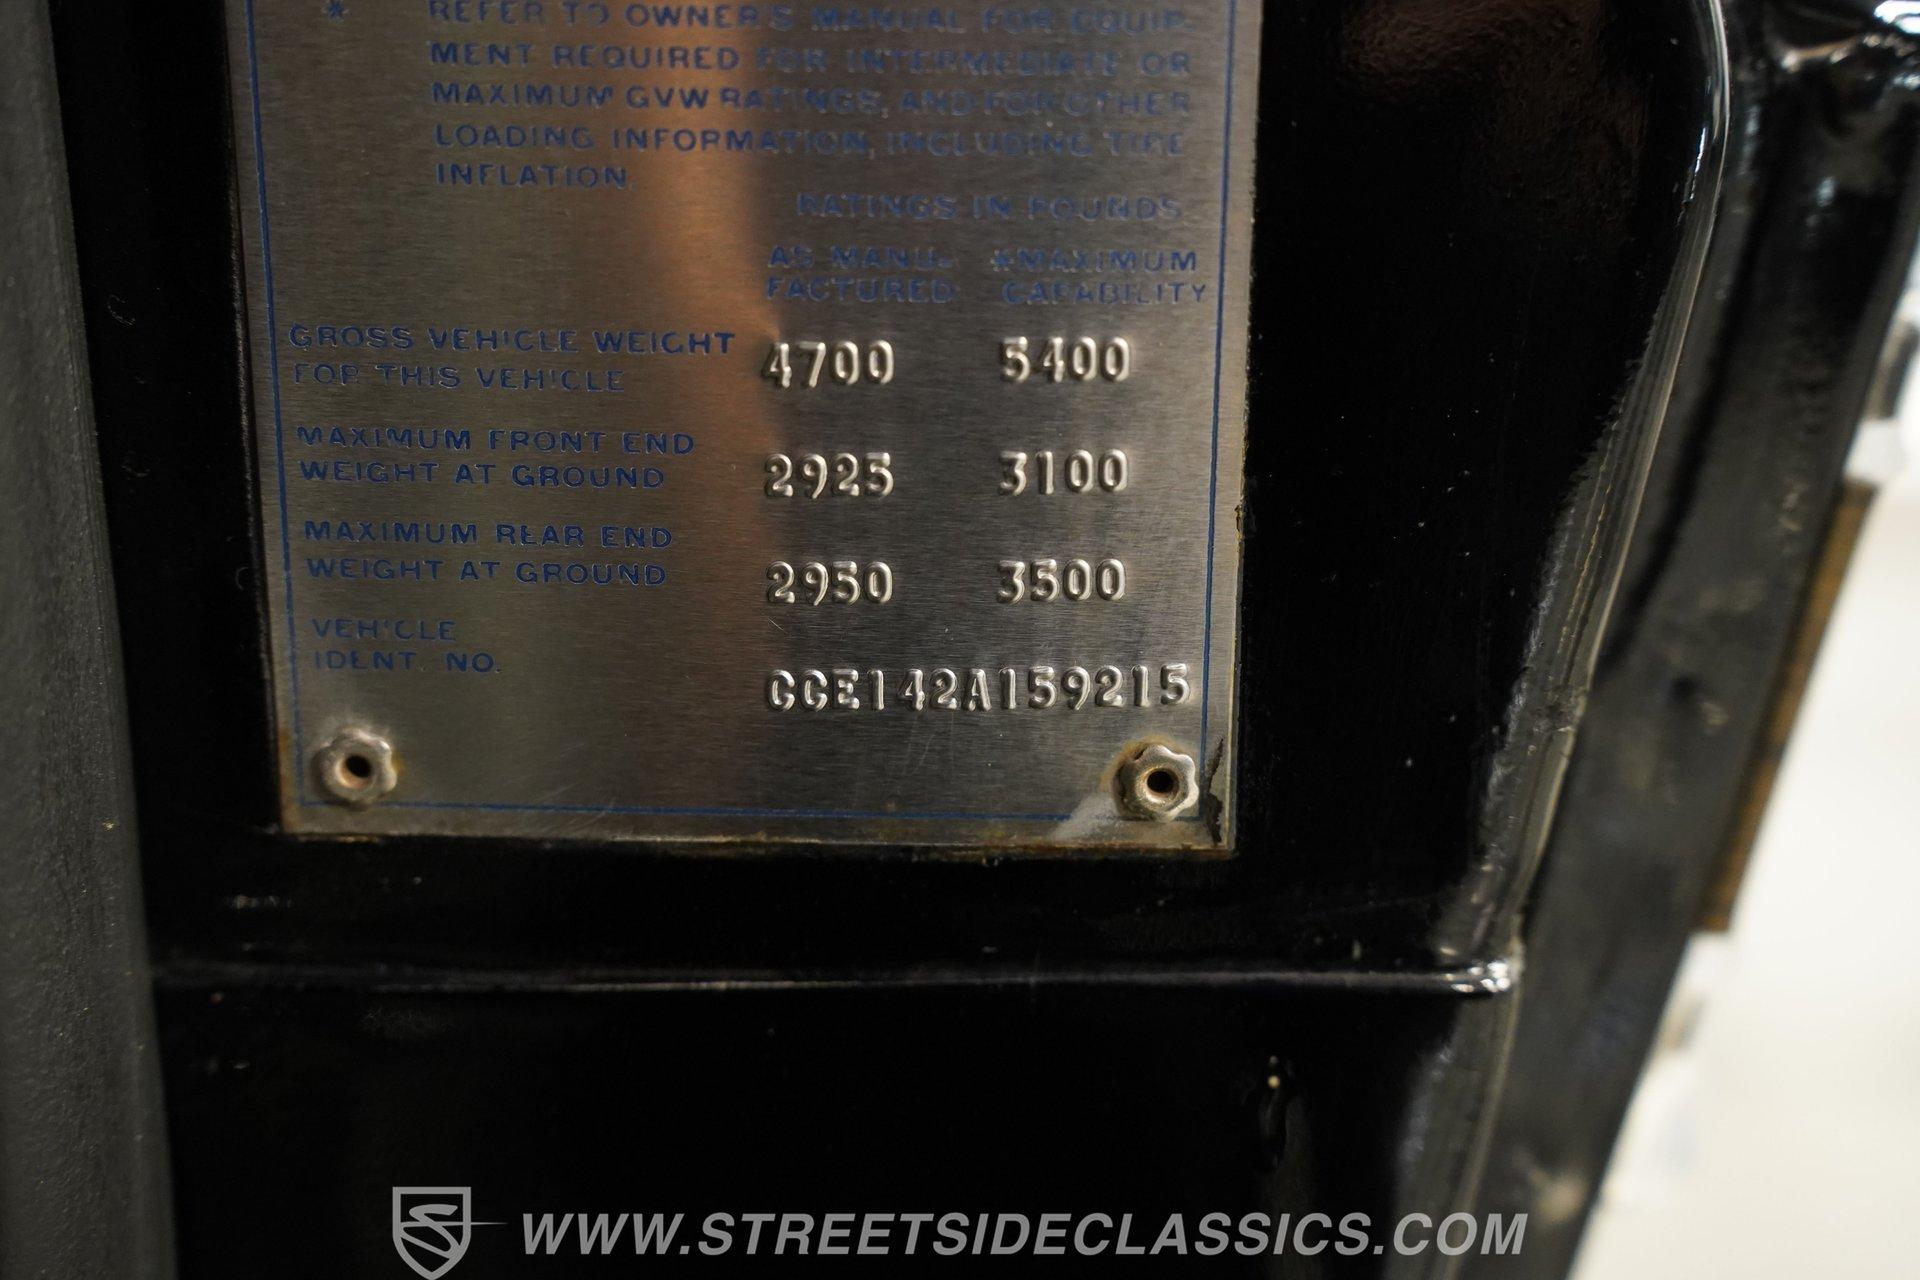 * REFER TO OWNER'S MANUAL FOR EQUIP-
MENT REQUIRED FOR INTERMEDIATE OR
MAXIMUM GVW RATINGS, AND FOR OTHER
LOADING INFORMATION, INCLUDING TIRE
INFLATION.
RATINGS IN POUNDS
AS MANU- *MAXIMUM
FACTURED CAPABILITY
GROSS VEHICLE WEIGHT
FOR THIS VEHICLE 4700 5400
MAXIMUM FRONT END
WEIGHT AT GROUND 2925 3100
MAXIMUM REAR END
WEIGHT AT GROUND 2950 3500
VEHICLE
IDENT. NO. CCE142A159215
WWW.STREETSIDECLASSICS.COM